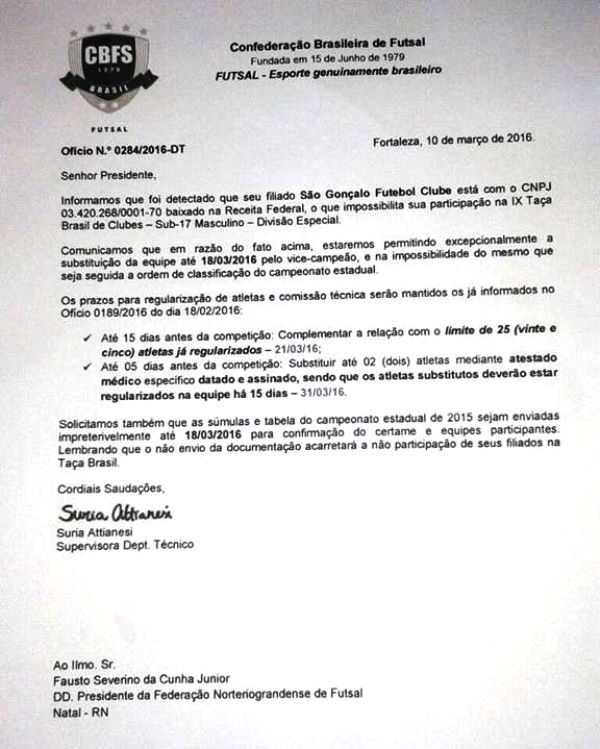 CBFS
1979
BRASIL
FUTSAL
Confederação Brasileira de Futsal
Fundada em 15 de Junho de 1979
FUTSAL - Esporte genuinamente brasileiro
Ofício N.º 0284/2016-DT
Fortaleza, 10 de março de 2016.
Senhor Presidente,
Informamos que foi detectado que seu filiado São Gonçalo Futebol Clube está com o CNPJ
03.420.268/0001-70 baixado na Receita Federal, o que impossibilita sua participação na IX Taça
Brasil de Clubes – Sub-17 Masculino – Divisão Especial.
Comunicamos que em razão do fato acima, estaremos permitindo excepcionalmente a
substituição da equipe até 18/03/2016 pelo vice-campeão, e na impossibilidade do mesmo que
seja seguida a ordem de classificação do campeonato estadual.
Os prazos para regularização de atletas e comissão técnica serão mantidos os já informados no
Ofício 0189/2016 do dia 18/02/2016:
✓ Até 15 dias antes da competição: Complementar a relação com o limite de 25 (vinte e
cinco) atletas já regularizados – 21/03/16;
✓ Até 05 dias antes da competição: Substituir até 02 (dois) atletas mediante atestado
médico específico datado e assinado, sendo que os atletas substitutos deverão estar
regularizados na equipe há 15 dias – 31/03/16.
Solicitamos também que as súmulas e tabela do campeonato estadual de 2015 sejam enviadas
impreterivelmente até 18/03/2016 para confirmação do certame e equipes participantes.
Lembrando que o não envio da documentação acarretará a não participação de seus filiados na
Taça Brasil.
Cordiais Saudações,
Suria Attianesi
Suria Attianesi
Supervisora Dept. Técnico
Ao Ilmo. Sr.
Fausto Severino da Cunha Junior
DD. Presidente da Federação Norteriograndense de Futsal
Natal - RN